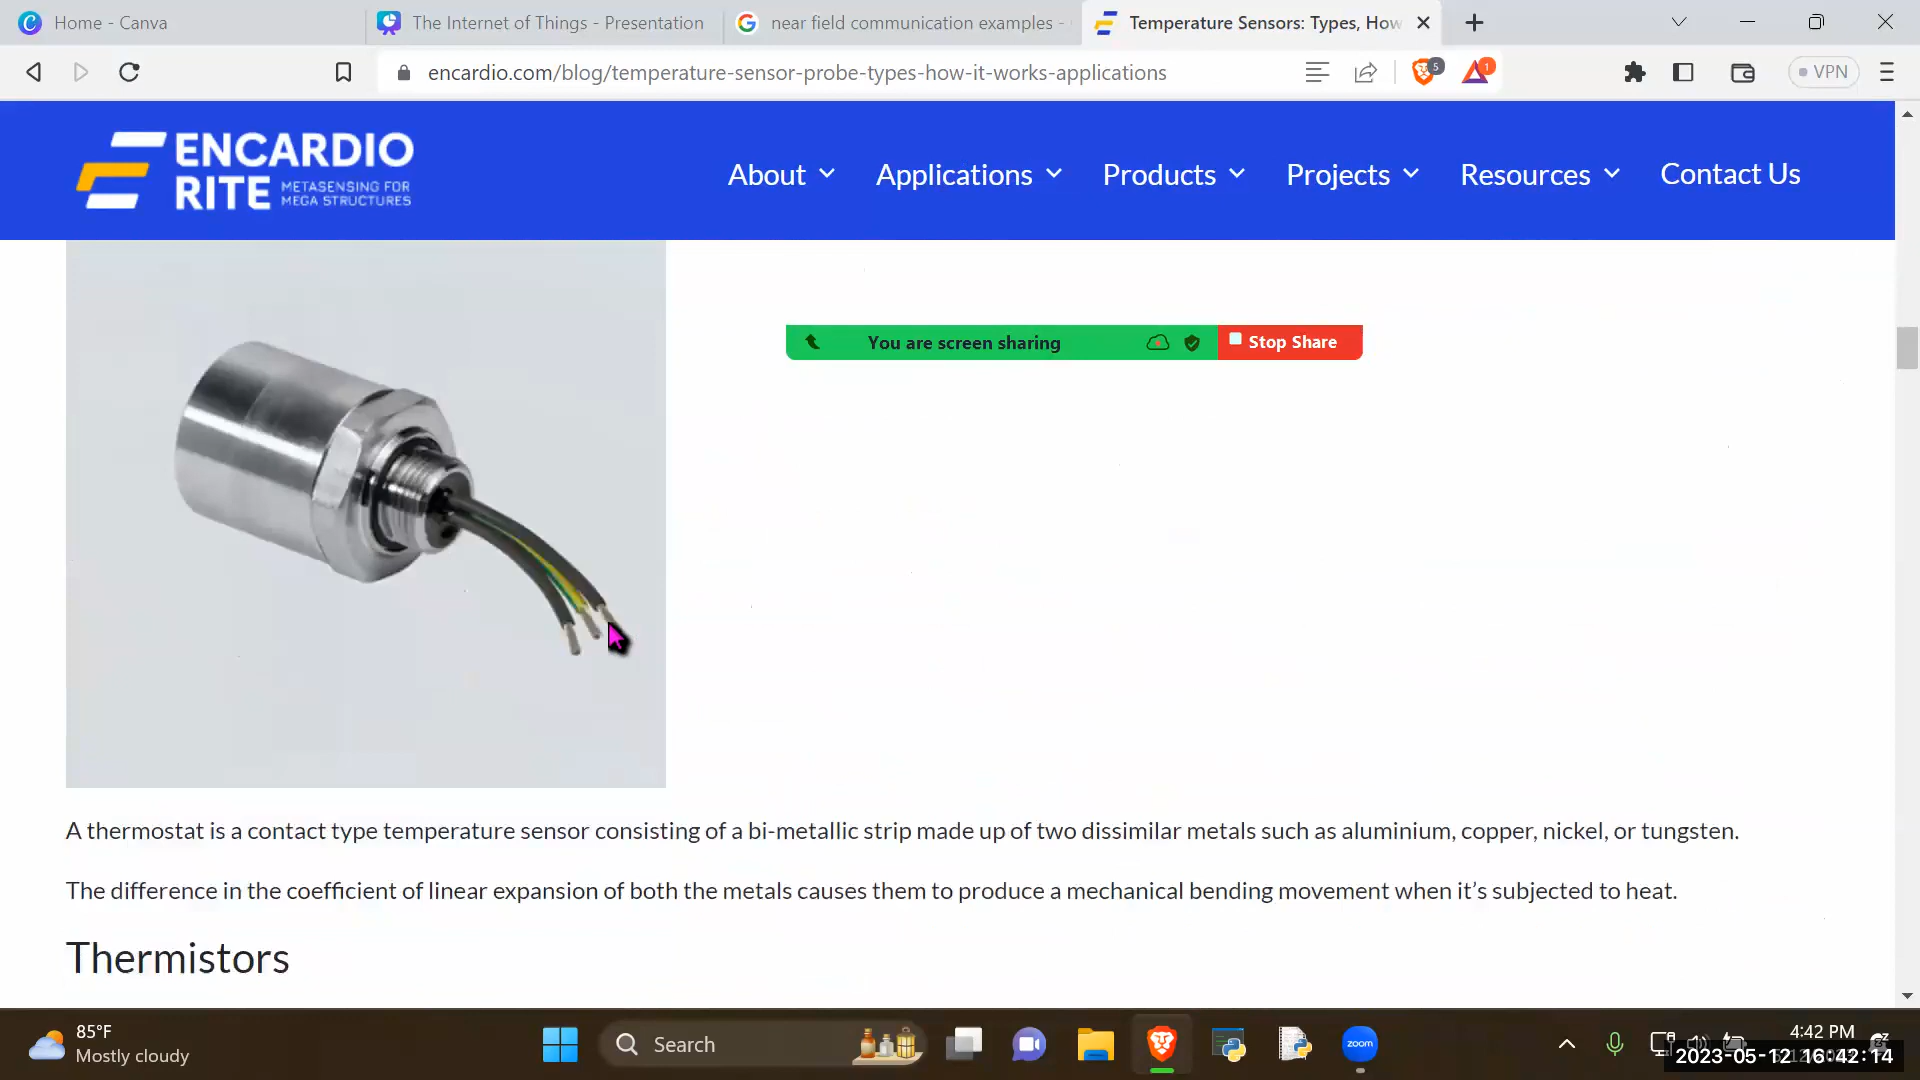 Home - Canva
The Internet of Things - Presentation
near field communication examples -
Temperature Sensors: Types, How
encardio.com/blog/temperature-sensor-probe-types-how-it-works-applications
5
1
VPN
ENCARDIO
RITE
METASENSING FOR
MEGA STRUCTURES
About
Applications
Products
Projects
Resources
Contact Us
You are screen sharing
Stop Share
A thermostat is a contact type temperature sensor consisting of a bi-metallic strip made up of two dissimilar metals such as aluminium, copper, nickel, or tungsten.
The difference in the coefficient of linear expansion of both the metals causes them to produce a mechanical bending movement when it's subjected to heat.
Thermistors
85°F
Mostly cloudy
Search
zoom
4:42 PM
2023-05-12 16:42:14